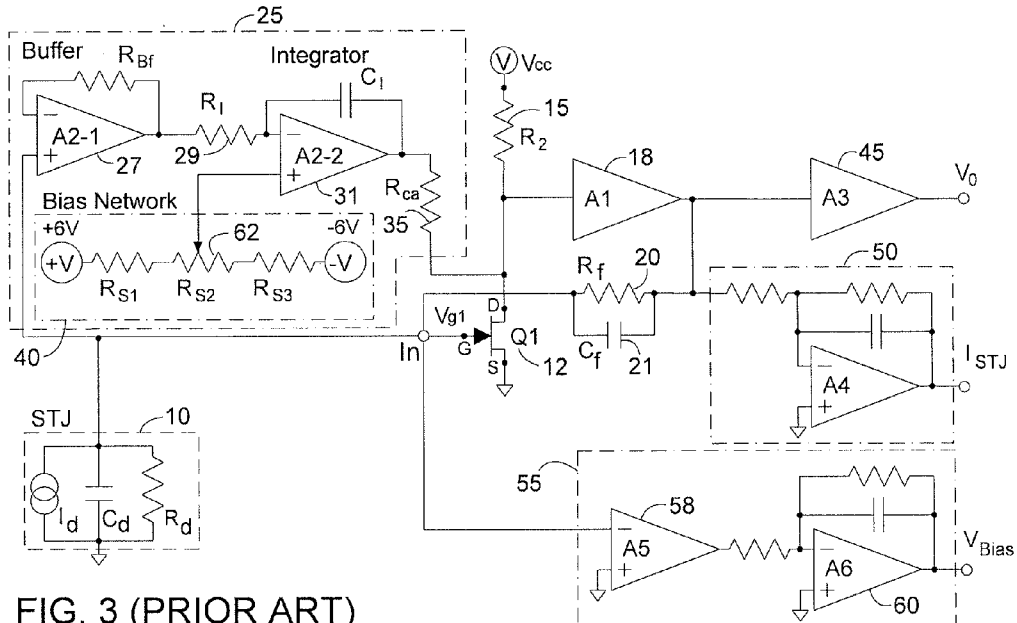 25
Buffer
R_Bf
Integrator
C_I
R_I
−
A2-1
+
27
29
−
A2-2
+
31
R_ca
35
Bias Network
+6V
-6V
62
+V
-V
R_S1
R_S2
R_S3
40
V Vcc
15
R_2
18
A1
45
A3
V_0
R_f
20
C_f
21
50
−
A4
+
I_STJ
Vg1
In
D
G
S
Q1
12
STJ
10
I_d
C_d
R_d
55
58
−
A5
+
−
A6
+
60
V_Bias
FIG. 3 (PRIOR ART)